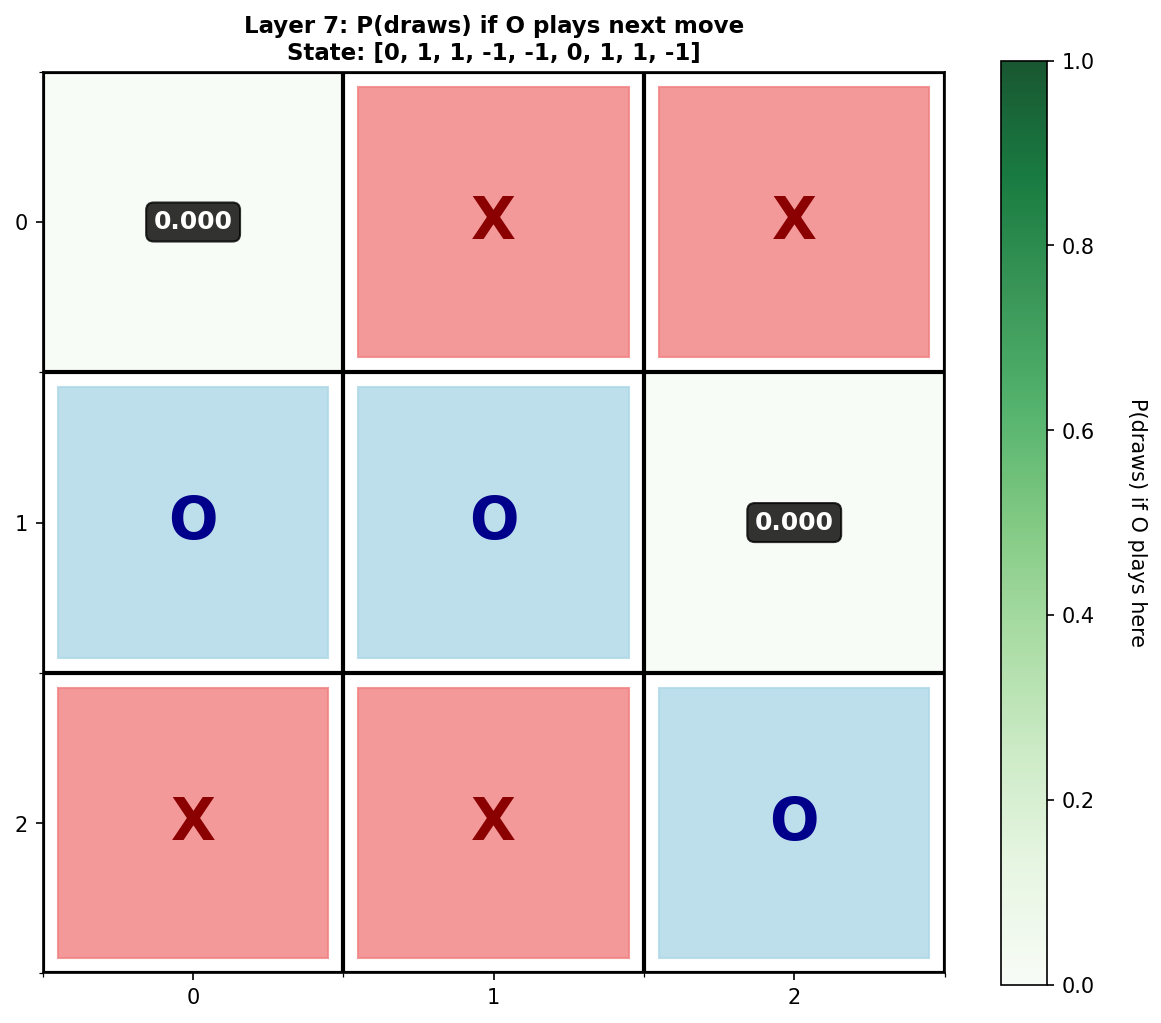 Layer 7: P(draws) if O plays next move
State: [0, 1, 1, -1, -1, 0, 1, 1, -1]
0
0.000
X
X
1
O
O
0.000
2
X
X
O
0
1
2
1.0
0.8
0.6
0.4
0.2
0.0
P(draws) if O plays here